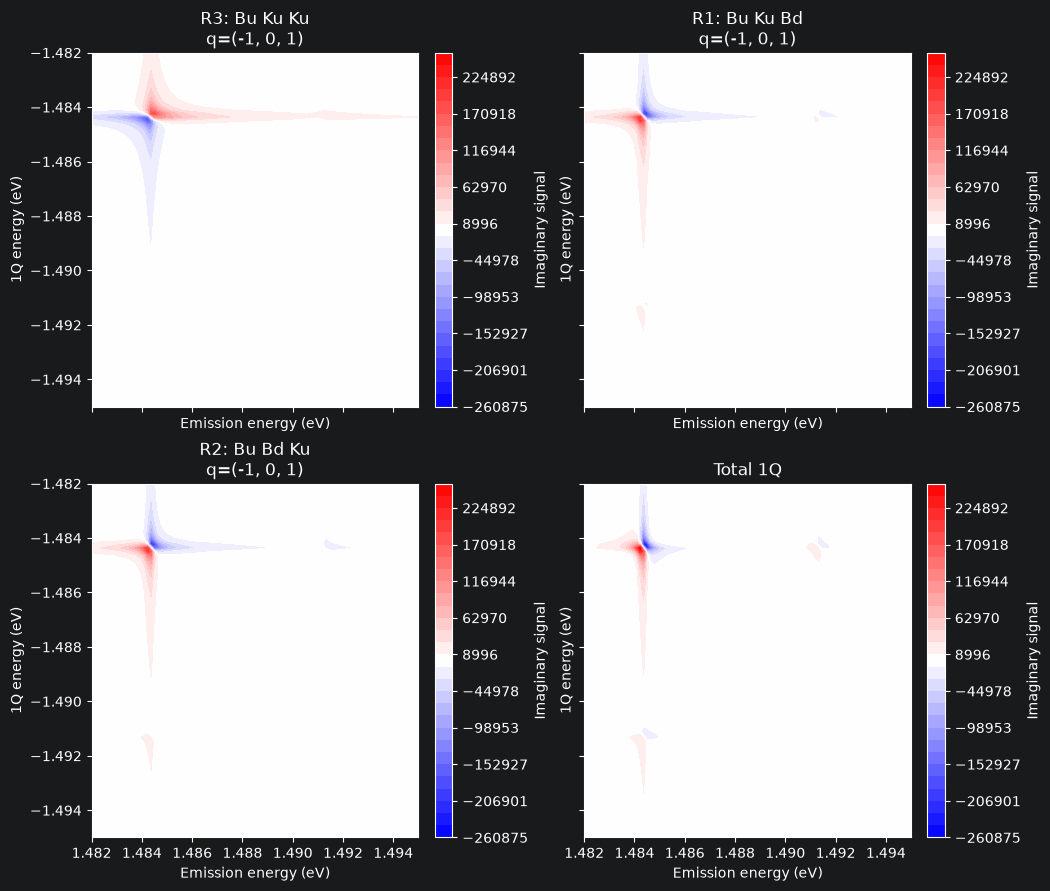 R3: Bu Ku Ku
q=(-1, 0, 1)
−1.482
−1.484
−1.486
−1.488
−1.490
−1.492
−1.494
1Q energy (eV)
Emission energy (eV)
224892
170918
116944
62970
8996
−44978
−98953
−152927
−206901
−260875
Imaginary signal
R1: Bu Ku Bd
q=(-1, 0, 1)
1Q energy (eV)
Emission energy (eV)
224892
170918
116944
62970
8996
−44978
−98953
−152927
−206901
−260875
Imaginary signal
R2: Bu Bd Ku
q=(-1, 0, 1)
−1.482
−1.484
−1.486
−1.488
−1.490
−1.492
−1.494
1Q energy (eV)
1.482 1.484 1.486 1.488 1.490 1.492 1.494
Emission energy (eV)
224892
170918
116944
62970
8996
−44978
−98953
−152927
−206901
−260875
Imaginary signal
Total 1Q
1Q energy (eV)
1.482 1.484 1.486 1.488 1.490 1.492 1.494
Emission energy (eV)
224892
170918
116944
62970
8996
−44978
−98953
−152927
−206901
−260875
Imaginary signal